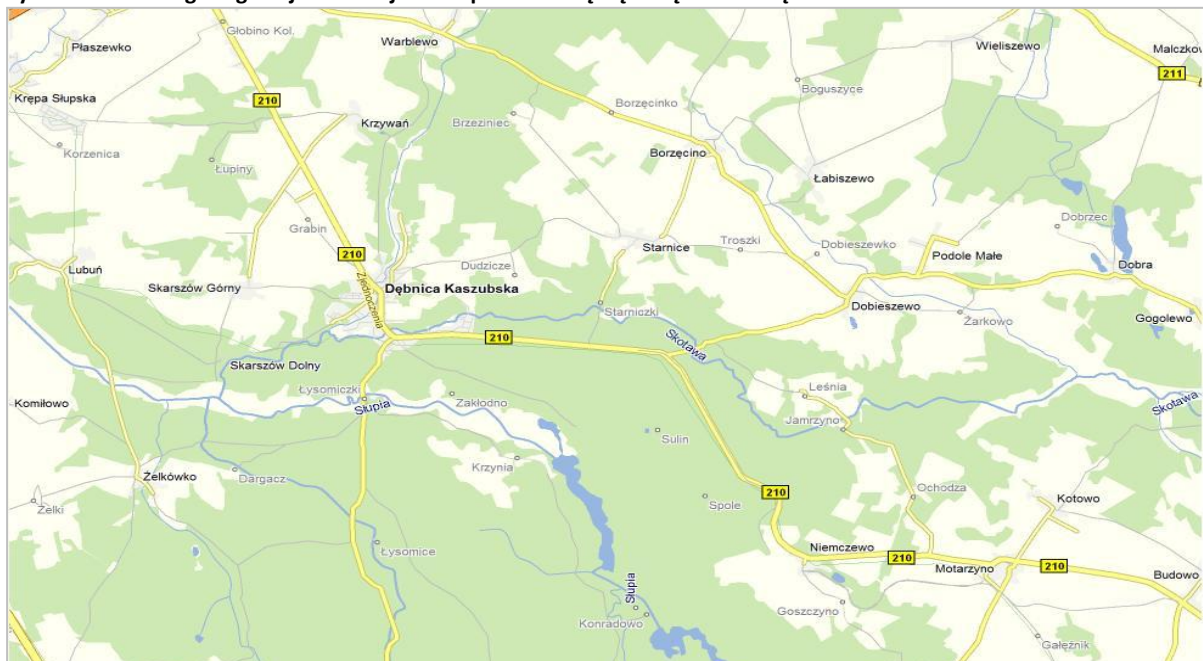 Głobino Kol.
Warblewo
Płaszewko
Wieliszewo
211
Boguszyce
Krępa Słupska
210
Borzęcinko
Brzeziniec
Krzywań
Korzenica
Borzęcino
Łupiny
Łabiszewo
Dobrzec
Grabin
210
Starnice
Troszki
Dobieszewko
Podole Małe
Lubuń
Dudzicze
Dobra
Skarszów Górny
Zjednoczenia
Dębnica Kaszubska
Starniczki
Dobieszewo
Żarkowo
Gogolewo
210
Skotawa
Skarszów Dolny
Łysomiczki
Zakłodno
Leśnia
Komiłowo
Słupia
Skotawa
Jamrzyno
Sulin
Krzynia
Żelkówko
Dargacz
Żelki
Spole
210
Ochodza
Kotowo
Łysomice
Niemczewo
210
Motarzyno
210
Budowo
Słupia
Goszczyno
Konradowo
Gałęźnik